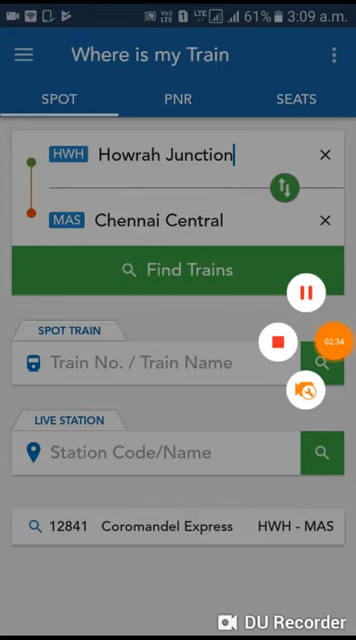 61% 3:09 a.m.
Where is my Train
SPOT PNR SEATS
HWH Howrah Junction
MAS Chennai Central
Find Trains
SPOT TRAIN
Train No. / Train Name
02:34
LIVE STATION
Station Code/Name
12841 Coromandel Express HWH - MAS
DU Recorder